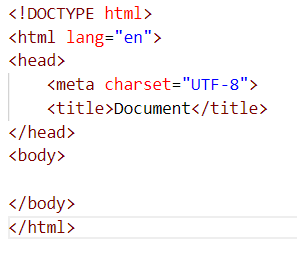 <!DOCTYPE html>
<html lang="en">
<head>
    <meta charset="UTF-8">
    <title>Document</title>
</head>
<body>

</body>
</html>